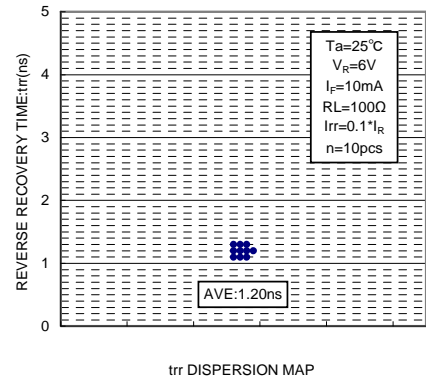 REVERSE RECOVERY TIME:trr(ns)
5
4
3
2
1
0
Ta=25°C
VR=6V
IF=10mA
RL=100Ω
Irr=0.1*IR
n=10pcs
AVE:1.20ns
trr DISPERSION MAP